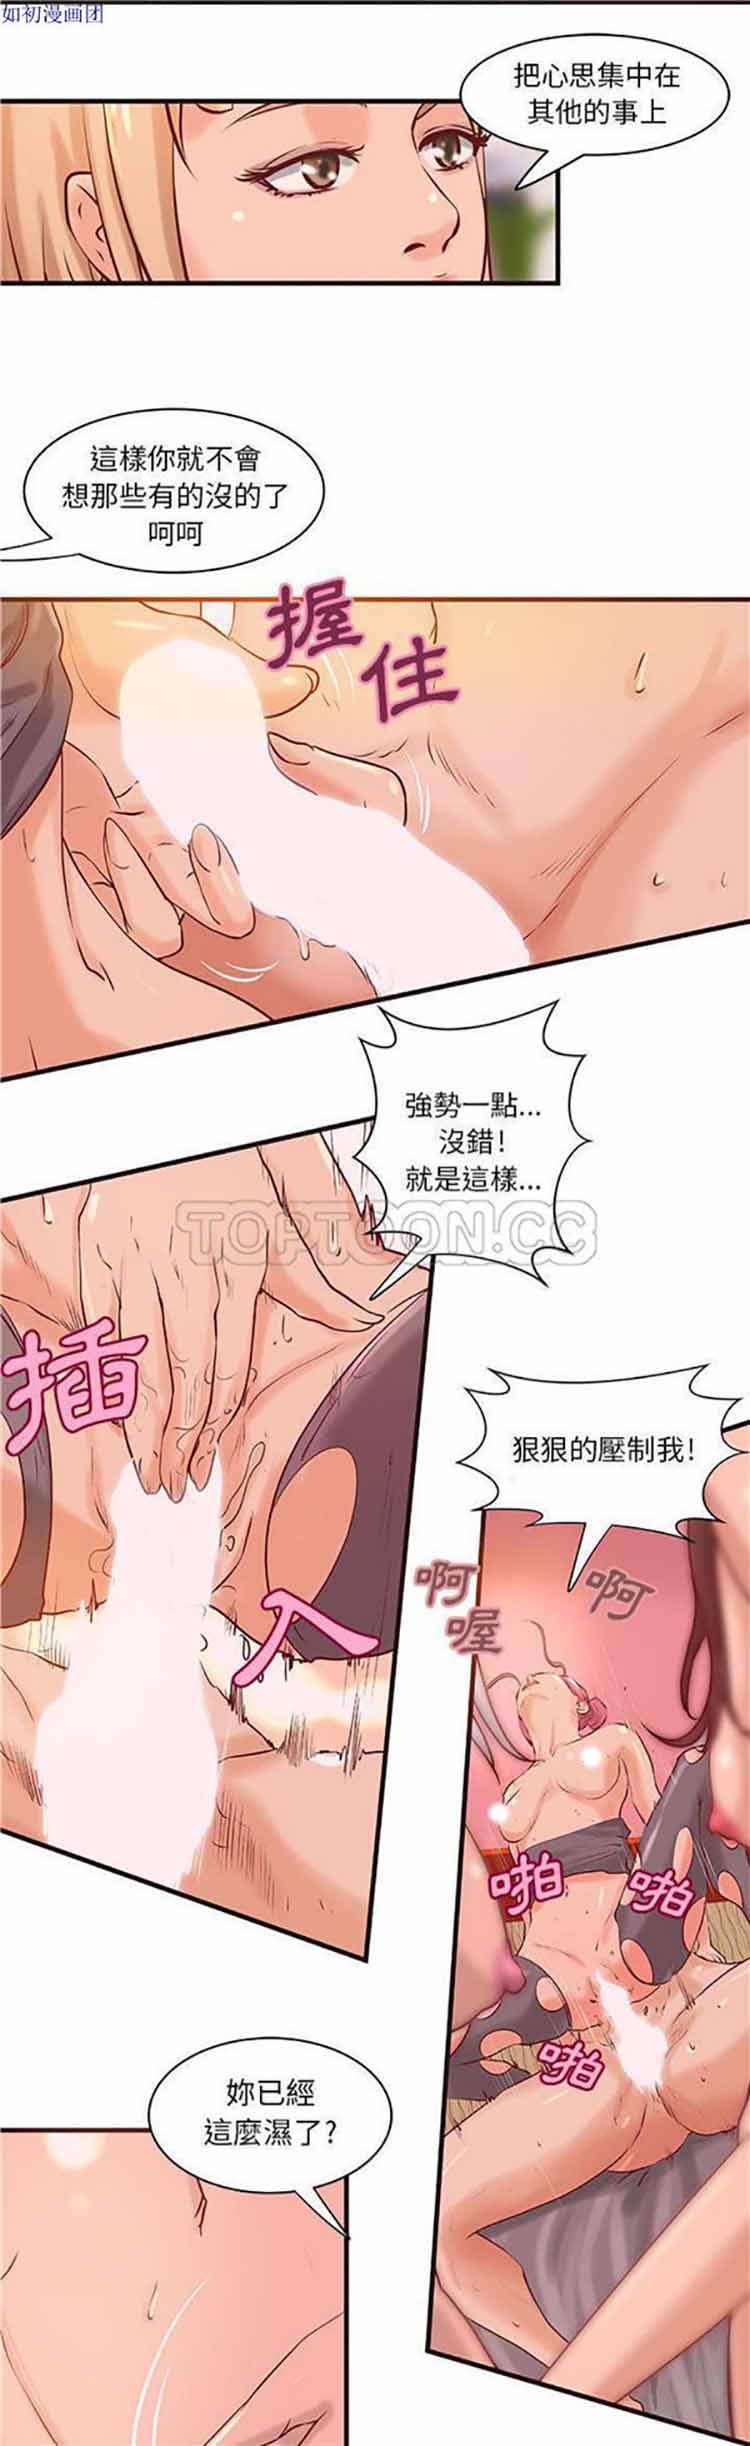 如初漫画团
把心思集中在
其他的事上
這樣你就不會
想那些有的沒的了
呵呵
握住
強勢一點...
沒錯!
就是這樣...
TOPTOON.CC
插入
狠狠的壓制我!
啊
喔
啊
啪
啪
啪
妳已經
這麼濕了?